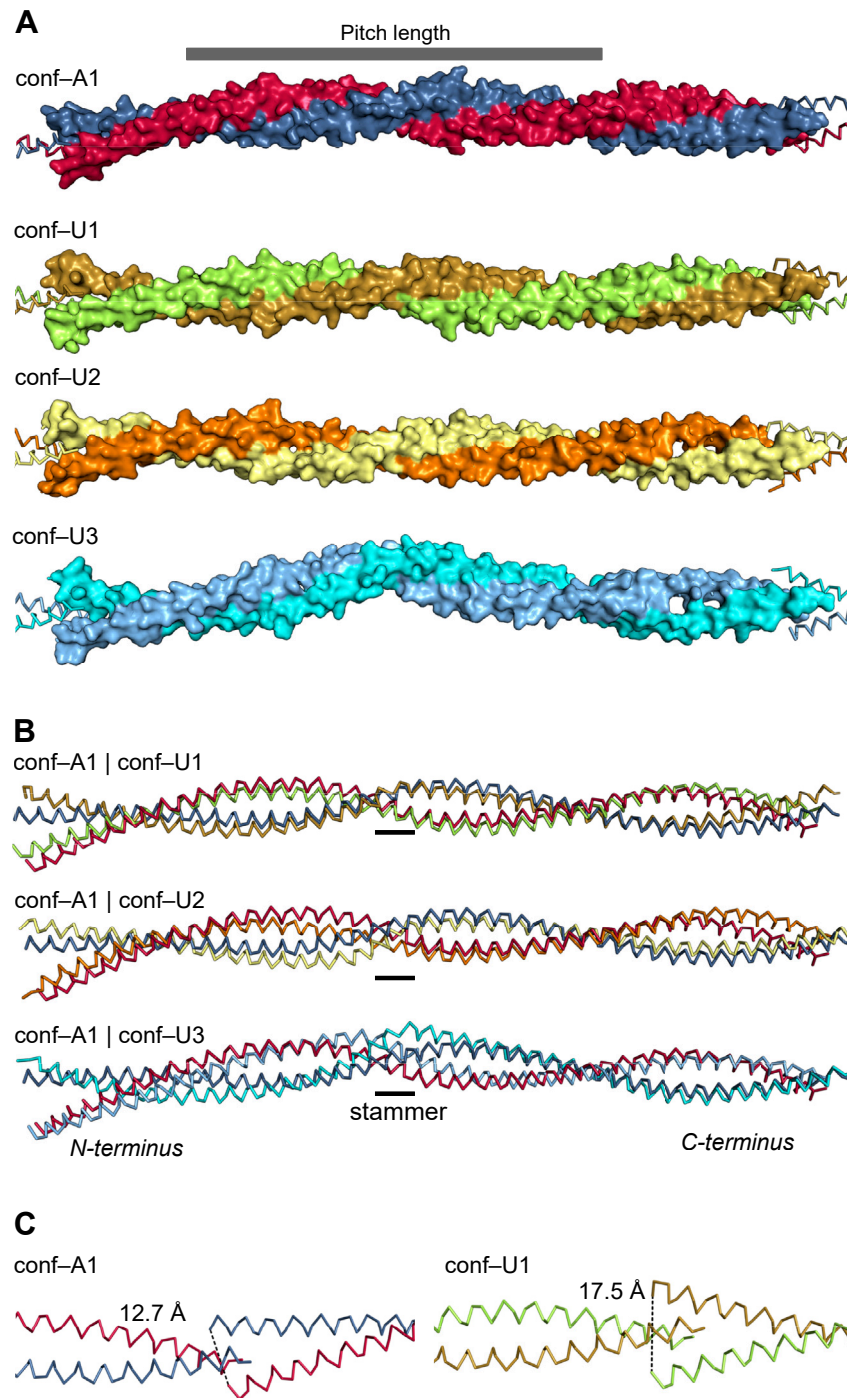 A
Pitch length
conf–A1
conf–U1
conf–U2
conf–U3
B
conf–A1 | conf–U1
conf–A1 | conf–U2
conf–A1 | conf–U3
stammer
N-terminus
C-terminus
C
conf–A1
conf–U1
12.7 Å
17.5 Å